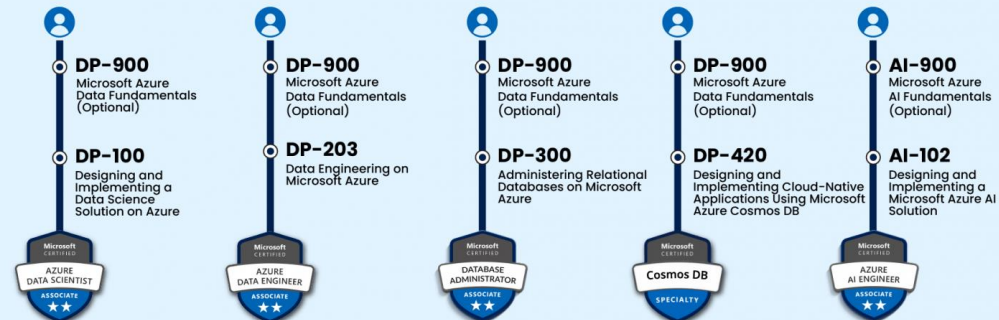 DP-900
Microsoft Azure
Data Fundamentals
(Optional)
DP-100
Designing and
Implementing a
Data Science
Solution on Azure
Microsoft
CERTIFIED
AZURE
DATA SCIENTIST
ASSOCIATE
DP-900
Microsoft Azure
Data Fundamentals
(Optional)
DP-203
Data Engineering on
Microsoft Azure
Microsoft
CERTIFIED
AZURE
DATA ENGINEER
ASSOCIATE
DP-900
Microsoft Azure
Data Fundamentals
(Optional)
DP-300
Administering Relational
Databases on Microsoft
Azure
Microsoft
CERTIFIED
DATABASE
ADMINISTRATOR
ASSOCIATE
DP-900
Microsoft Azure
Data Fundamentals
(Optional)
DP-420
Designing and
Implementing Cloud-Native
Applications Using Microsoft
Azure Cosmos DB
Microsoft
CERTIFIED
Cosmos DB
SPECIALTY
AI-900
Microsoft Azure
AI Fundamentals
(Optional)
AI-102
Designing and
Implementing a
Microsoft Azure AI
Solution
Microsoft
CERTIFIED
AZURE
AI ENGINEER
ASSOCIATE